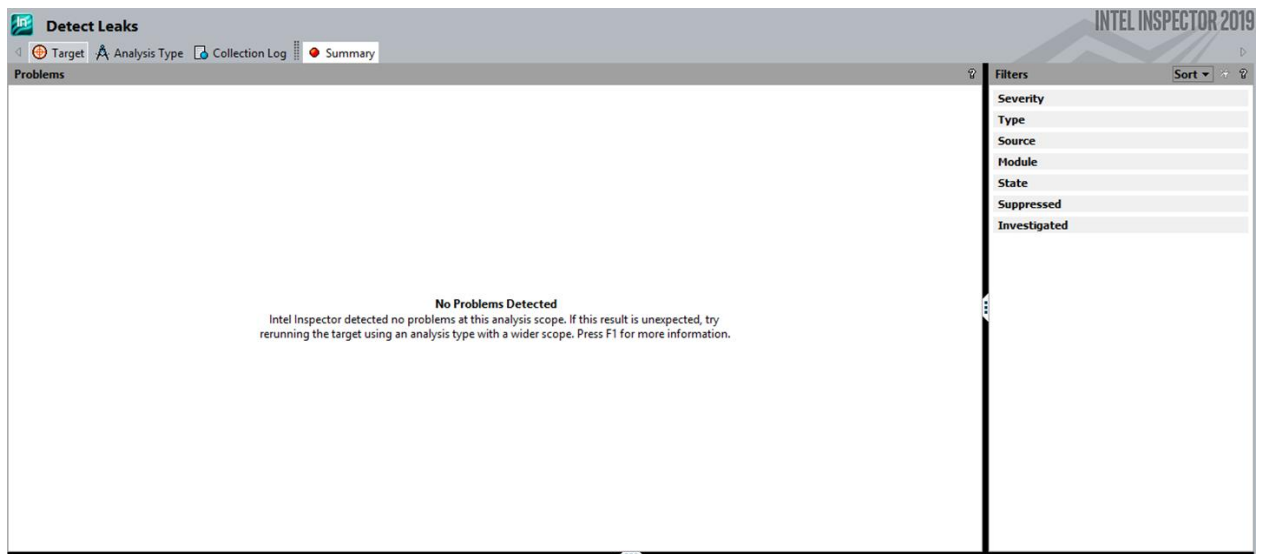 Detect Leaks
INTEL INSPECTOR 2019
Target Analysis Type Collection Log Summary
Problems ?
Filters Sort ?
Severity
Type
Source
Module
State
Suppressed
Investigated
No Problems Detected
Intel Inspector detected no problems at this analysis scope. If this result is unexpected, try
rerunning the target using an analysis type with a wider scope. Press F1 for more information.